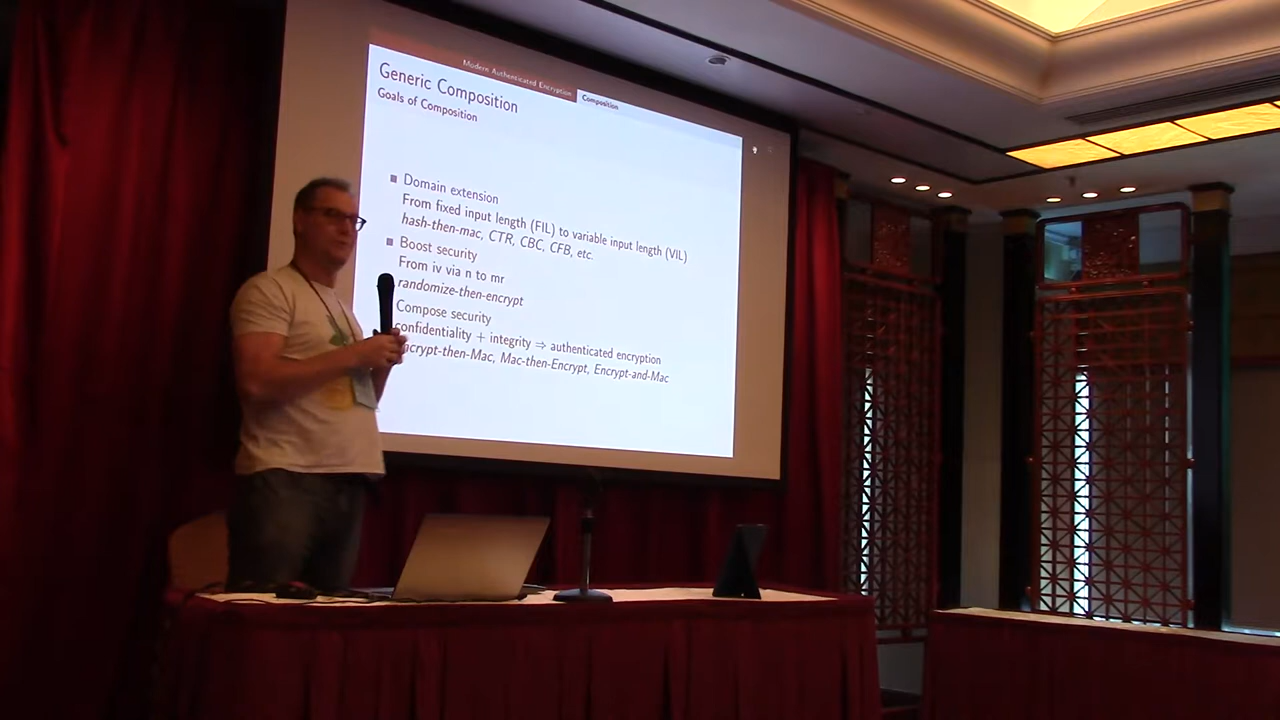 Modern Authenticated Encryption
Composition
Generic Composition
Goals of Composition
Domain extension
From fixed input length (FIL) to variable input length (VIL)
hash-then-mac, CTR, CBC, CFB, etc.
Boost security
From iv via n to mr
randomize-then-encrypt
Compose security
confidentiality + integrity ⇒ authenticated encryption
ncrypt-then-Mac, Mac-then-Encrypt, Encrypt-and-Mac